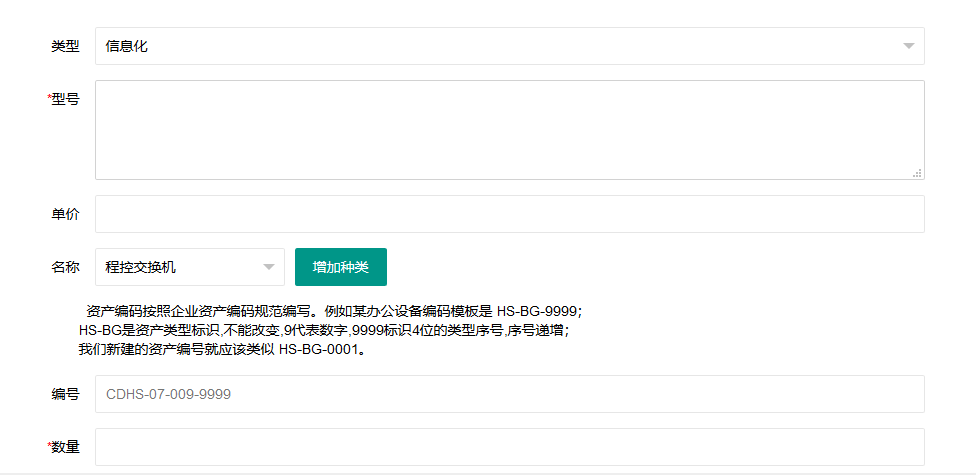 类型 信息化
*型号
单价
名称 程控交换机 增加种类
资产编码按照企业资产编码规范编写。例如某办公设备编码模板是 HS-BG-9999；
HS-BG是资产类型标识,不能改变,9代表数字,9999标识4位的类型序号,序号递增；
我们新建的资产编号就应该类似 HS-BG-0001。
编号 CDHS-07-009-9999
*数量